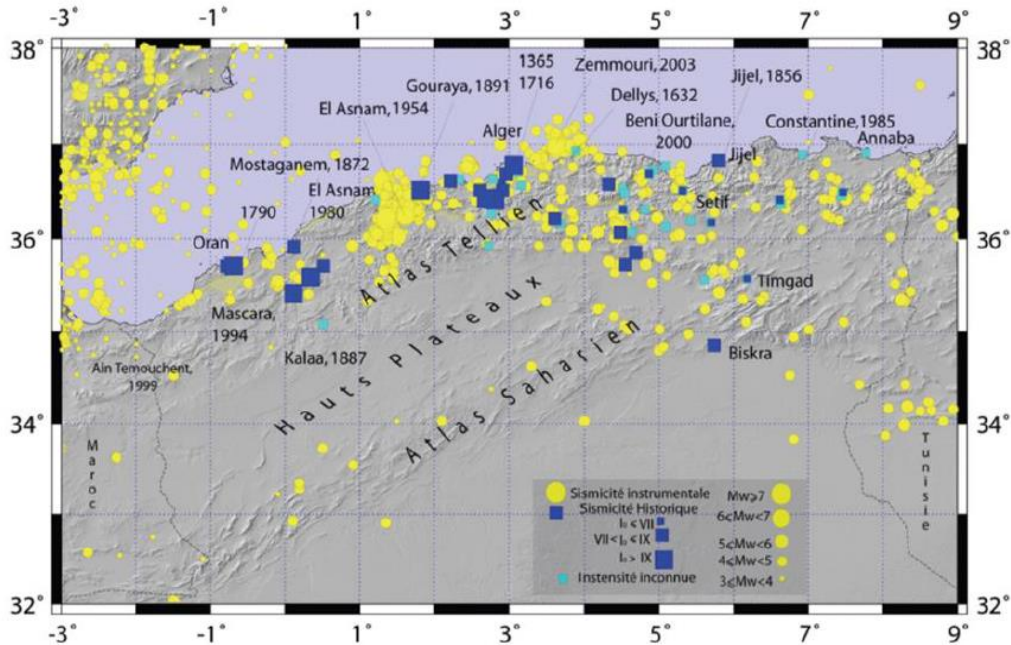 -3° -1° 1° 3° 5° 7° 9°
38° 38°
1365
1716
Zemmouri, 2003
Jijel, 1856
Gouraya, 1891
Dellys, 1632
El Asnam, 1954
Beni Ourtilane,
2000
Constantine,1985
Alger
Annaba
Mostaganem, 1872
Jijel
El Asnam
1980
1790
Setif
36° 36°
Oran
Atlas Tellien
Timgad
Mascara,
1994
Hauts Plateaux
Kalaa, 1887
Biskra
Ain Temouchent,
1999
Atlas Saharien
34° 34°
Maroc
Tunisie
Sismicité instrumentale
Sismicité Historique
I₀ ⩽ VII
VII < I₀ ⩽ IX
I₀ > IX
Instensité inconnue
Mw⩾7
6⩽Mw<7
5⩽Mw<6
4⩽Mw<5
3⩽Mw<4
32° 32°
-3° -1° 1° 3° 5° 7° 9°